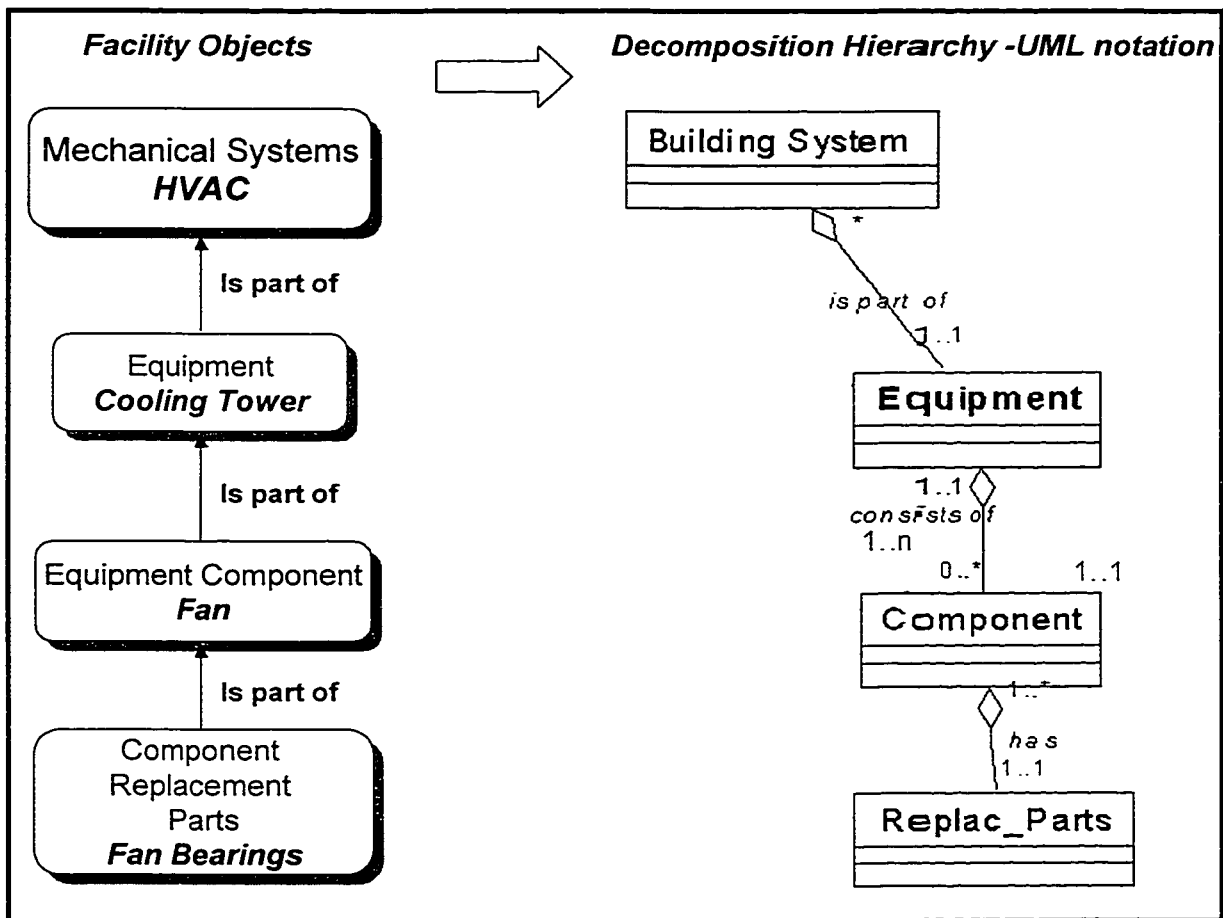 Facility Objects
Decomposition Hierarchy -UML notation
Mechanical Systems
HVAC
Is part of
Equipment
Cooling Tower
Is part of
Equipment Component
Fan
Is part of
Component
Replacement
Parts
Fan Bearings
Building System
*
is part of
1..1
Equipment
1..1
consists of
1..n
0..*
1..1
Component
1..*
has
1..1
Replac_Parts